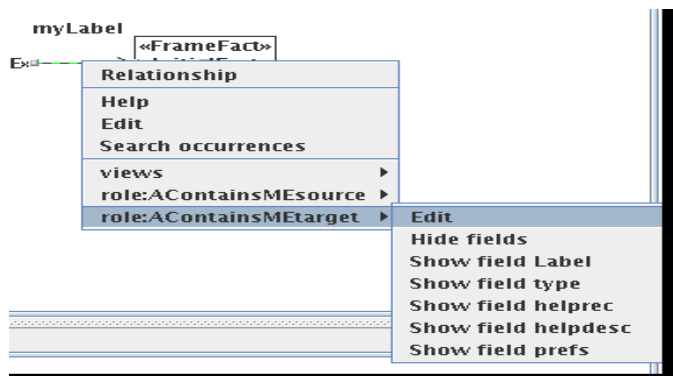 myLabel
«FrameFact»
Ex
Relationship
Help
Edit
Search occurrences
views
role:AContainsMEsource
role:AContainsMEtarget
Edit
Hide fields
Show field Label
Show field type
Show field helprec
Show field helpdesc
Show field prefs